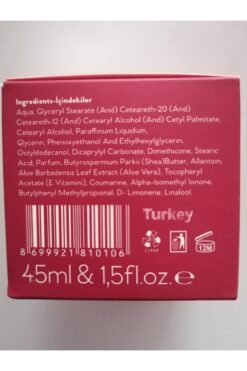 Ingredients-İçindekiler
Aqua, Glyceryl Stearate (And) Ceteareth-20 (And)
Ceteareth-12 (And) Cetearyl Alcohol (And) Cetyl Palmitate,
Cetearyl Alcohol, Paraffinum Liquidum,
Glycerin, Phenoxyethanol And Ethylhexylglycerin,
Octyldodecanol, Dicaprylyl Carbonate, Dimethicone, Stearic
Acid, Parfum, Butyrospermum Parkii (Shea)Butter, Allantoin,
Aloe Barbadensis Leaf Extract (Aloe Vera), Tocopheryl
Acetate (E Vitamini), Coumarine, Alpha-Isomethyl Ionone,
Butylphenyl Methylpropional, D- Limonene, Linalool
Turkey
8 699921 810106
12M
45ml & 1,5fl.oz. ℮